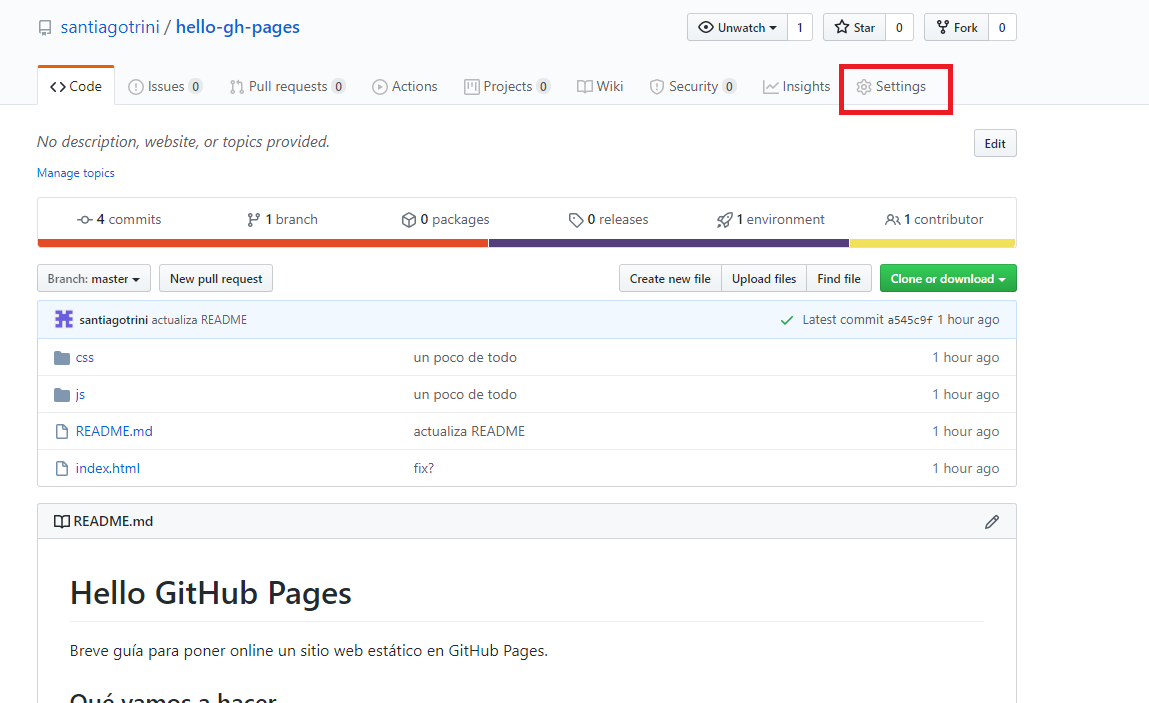 santiagotrini / hello-gh-pages
Unwatch 1 Star 0 Fork 0
Code Issues 0 Pull requests 0 Actions Projects 0 Wiki Security 0 Insights Settings
No description, website, or topics provided. Edit
Manage topics
4 commits 1 branch 0 packages 0 releases 1 environment 1 contributor
Branch: master New pull request Create new file Upload files Find file Clone or download
santiagotrini actualiza README Latest commit a545c9f 1 hour ago
css un poco de todo 1 hour ago
js un poco de todo 1 hour ago
README.md actualiza README 1 hour ago
index.html fix? 1 hour ago
README.md
Hello GitHub Pages
Breve guía para poner online un sitio web estático en GitHub Pages.
Qué vamos a hacer